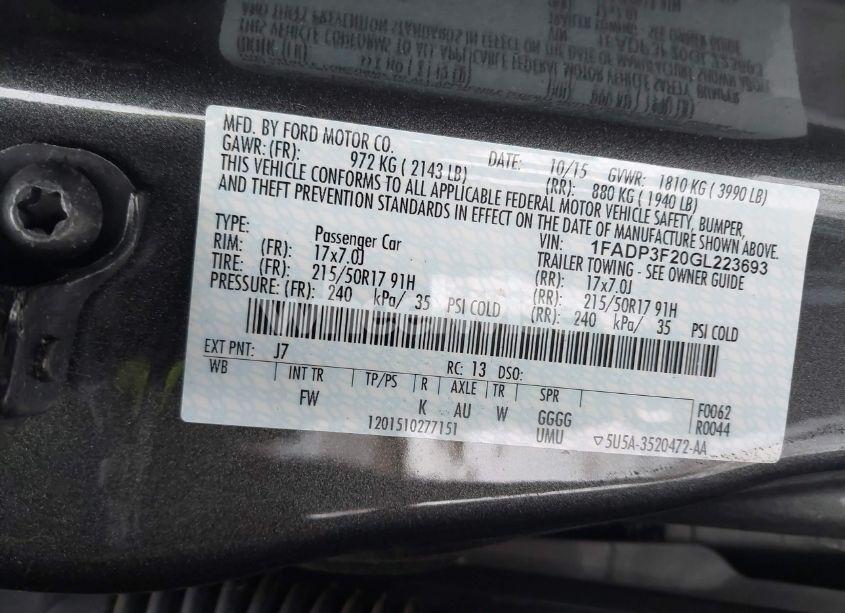 MFD. BY FORD MOTOR CO. DATE: 10/15 GVWR: 1810 KG ( 3990 LB)
GAWR: (FR): 972 KG ( 2143 LB) (RR): 880 KG ( 1940 LB)
THIS VEHICLE CONFORMS TO ALL APPLICABLE FEDERAL MOTOR VEHICLE SAFETY, BUMPER,
AND THEFT PREVENTION STANDARDS IN EFFECT ON THE DATE OF MANUFACTURE SHOWN ABOVE.
VIN: 1FADP3F20GL223693
TYPE: Passenger Car TRAILER TOWING - SEE OWNER GUIDE
RIM: (FR): 17x7.0J (RR): 17x7.0J
TIRE: (FR): 215/50R17 91H (RR): 215/50R17 91H
PRESSURE: (FR): 240 kPa/ 35 PSI COLD (RR): 240 kPa/ 35 PSI COLD
EXT PNT: J7 RC: 13 DSO:
WB INT TR TP/PS R AXLE TR SPR
FW K AU W GGGG F0062
1201510277151 UMU R0044
5U5A-3520472-AA